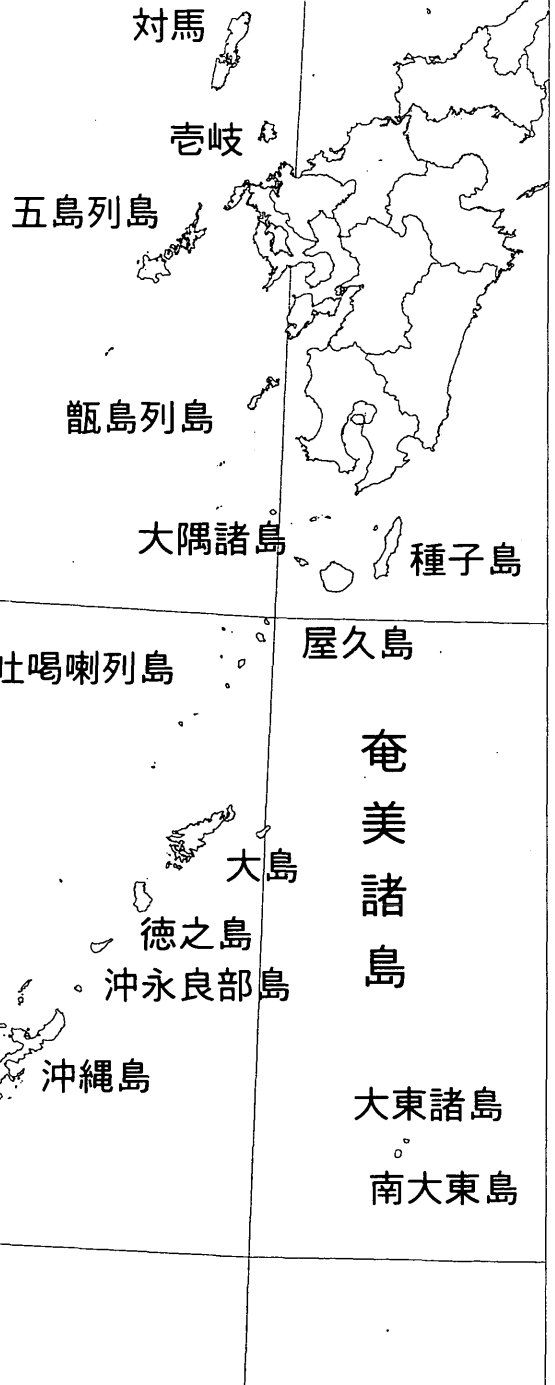 対馬
壱岐
五島列島
甑島列島
大隅諸島
種子島
屋久島
吐喝喇列島
奄美諸島
大島
徳之島
沖永良部島
沖縄島
大東諸島
南大東島